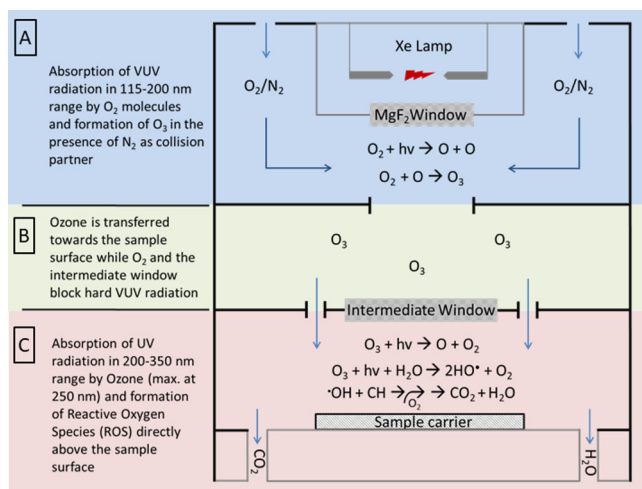 A
Absorption of VUV
radiation in 115-200 nm
range by O₂ molecules
and formation of O₃ in the
presence of N₂ as collision
partner
Xe Lamp
O₂/N₂
O₂/N₂
MgF₂Window
O₂ + hv → O + O
O₂ + O → O₃
B
Ozone is transferred
towards the sample
surface while O₂ and the
intermediate window
block hard VUV radiation
O₃
O₃
O₃
Intermediate Window
C
Absorption of UV
radiation in 200-350 nm
range by Ozone (max. at
250 nm) and formation
of Reactive Oxygen
Species (ROS) directly
above the sample
surface
O₃ + hv → O + O₂
O₃ + hv + H₂O → 2HO• + O₂
·OH + CH → → CO₂ + H₂O
O₂
Sample carrier
CO₂
H₂O